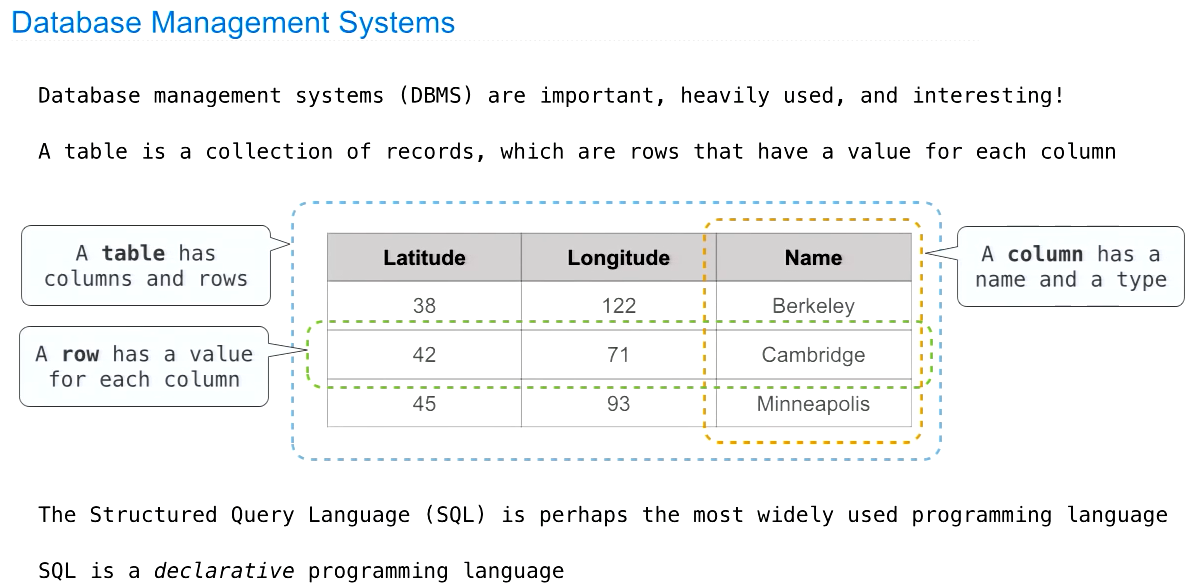 Database Management Systems
Database management systems (DBMS) are important, heavily used, and interesting!
A table is a collection of records, which are rows that have a value for each column
A table has
columns and rows
A row has a value
for each column
Latitude Longitude Name
38 122 Berkeley
42 71 Cambridge
45 93 Minneapolis
A column has a
name and a type
The Structured Query Language (SQL) is perhaps the most widely used programming language
SQL is a declarative programming language